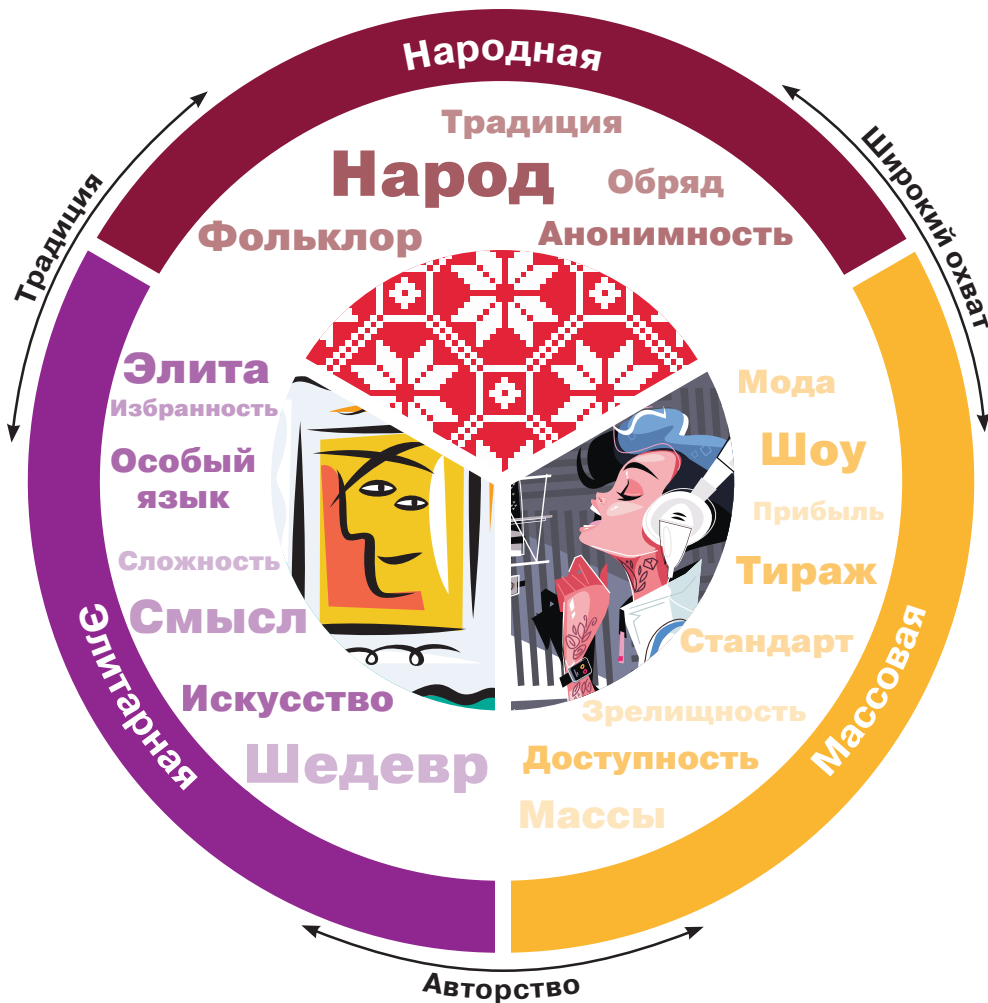 Народная
Традиция
Широкий охват
Традиция
Народ
Обряд
Фольклор
Анонимность
Элитарная
Элита
Избранность
Особый
язык
Сложность
Смысл
Искусство
Шедевр
Массовая
Мода
Шоу
Прибыль
Тираж
Стандарт
Зрелищность
Доступность
Массы
Авторство